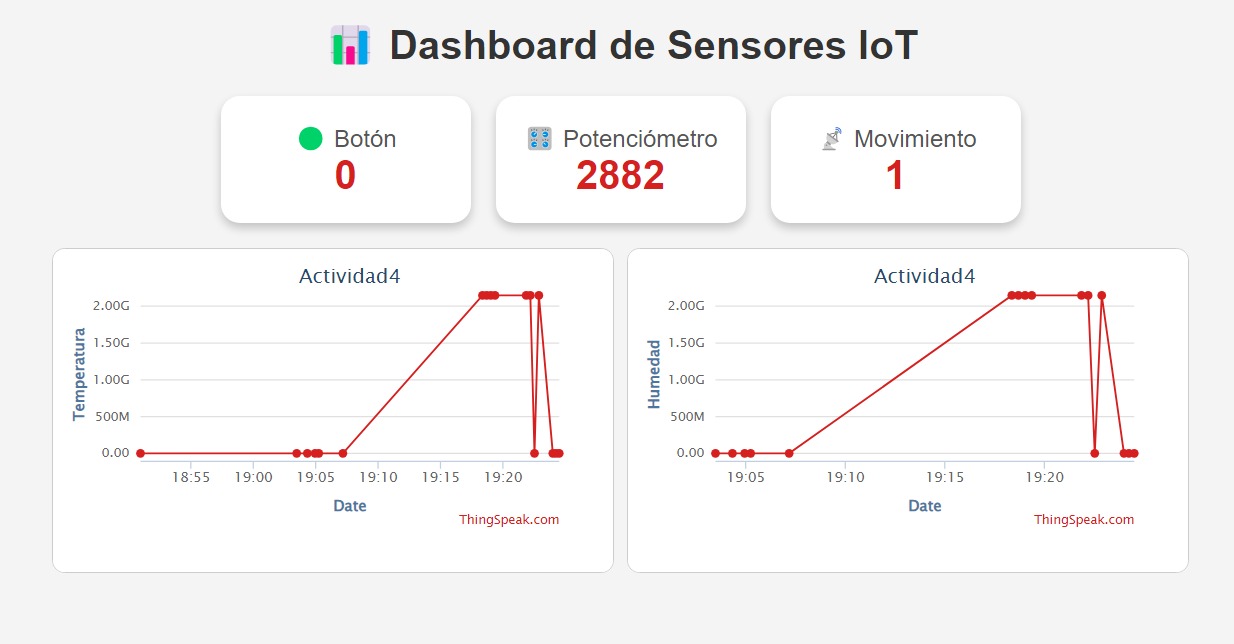 Dashboard de Sensores IoT
Botón
0
Potenciómetro
2882
Movimiento
1
Actividad4
Temperatura
2.00G
1.50G
1.00G
500M
0.00
18:55 19:00 19:05 19:10 19:15 19:20
Date
ThingSpeak.com
Actividad4
Humedad
2.00G
1.50G
1.00G
500M
0.00
19:05 19:10 19:15 19:20
Date
ThingSpeak.com